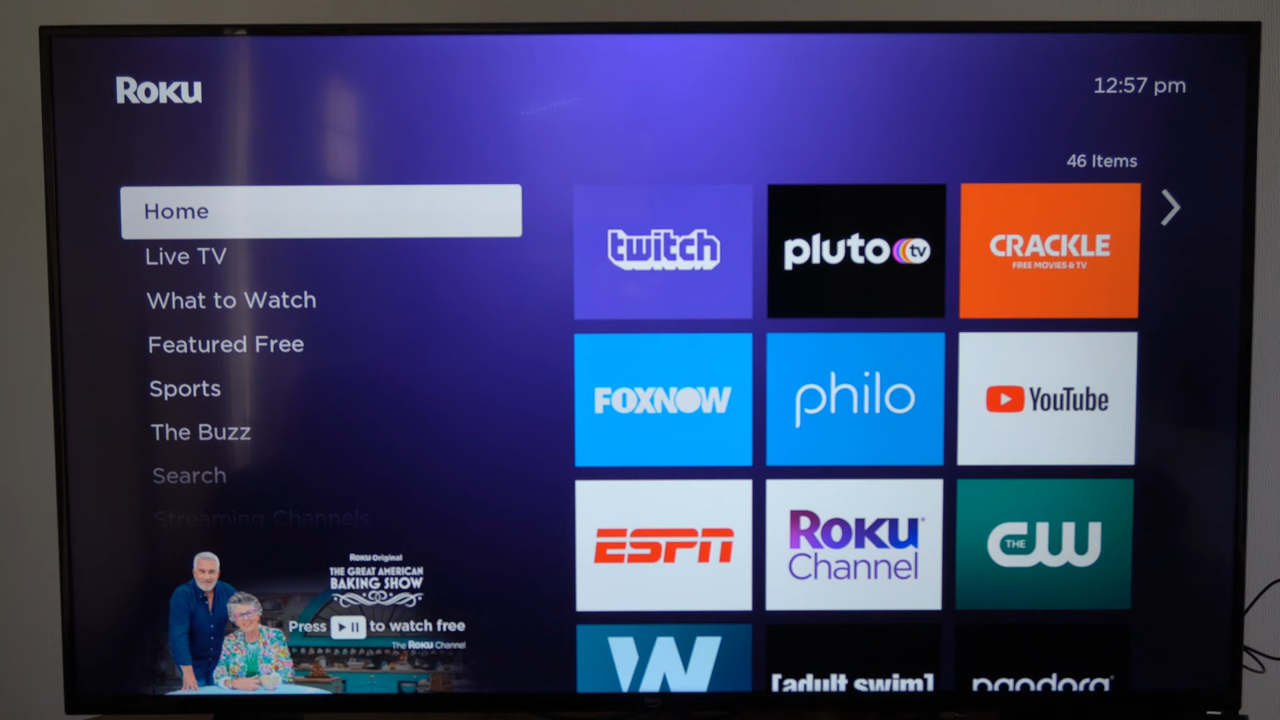 Roku
12:57 pm
46 Items
Home
Live TV
What to Watch
Featured Free
Sports
The Buzz
Search
Streaming Channels
Roku Original
THE GREAT AMERICAN
BAKING SHOW
Press to watch free
The Roku Channel
twitch
pluto tv
CRACKLE
FREE MOVIES & TV
FOXNOW
philo
YouTube
ESPN
Roku
Channel
THE CW
W
[adult swim]
pandora